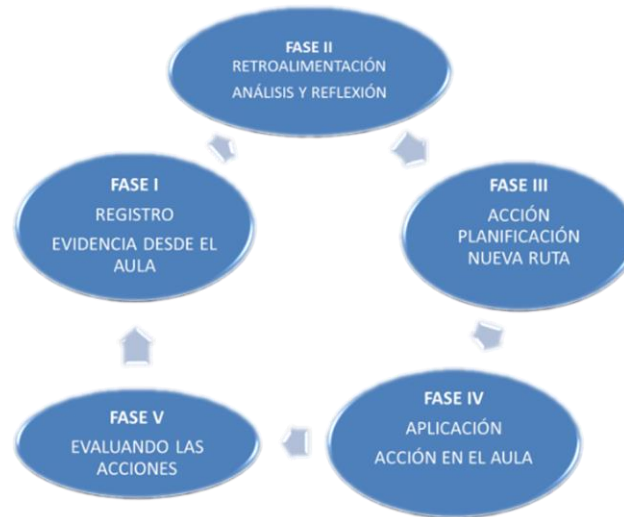 FASE II
RETROALIMENTACIÓN
ANÁLISIS Y REFLEXIÓN
FASE I
REGISTRO
EVIDENCIA DESDE EL
AULA
FASE III
ACCIÓN
PLANIFICACIÓN
NUEVA RUTA
FASE IV
APLICACIÓN
ACCIÓN EN EL AULA
FASE V
EVALUANDO LAS
ACCIONES